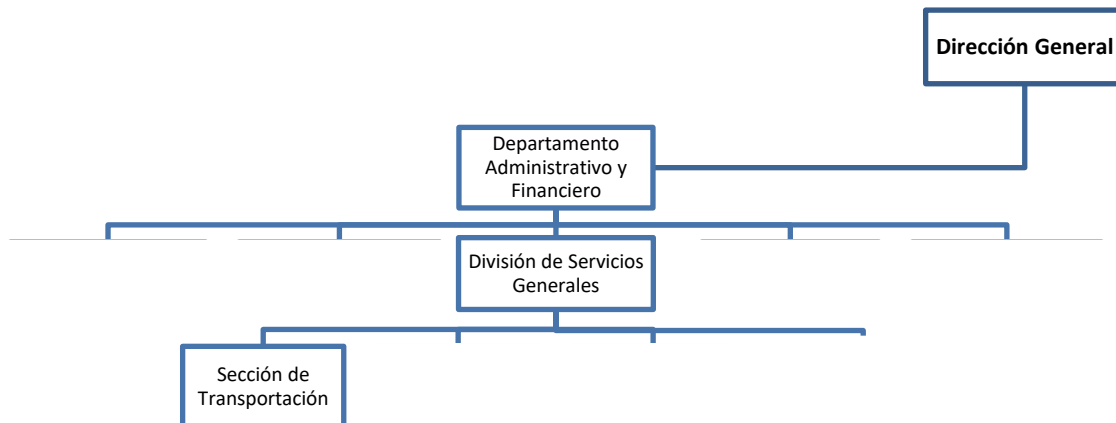 Dirección General
Departamento
Administrativo y
Financiero
División de Servicios
Generales
Sección de
Transportación